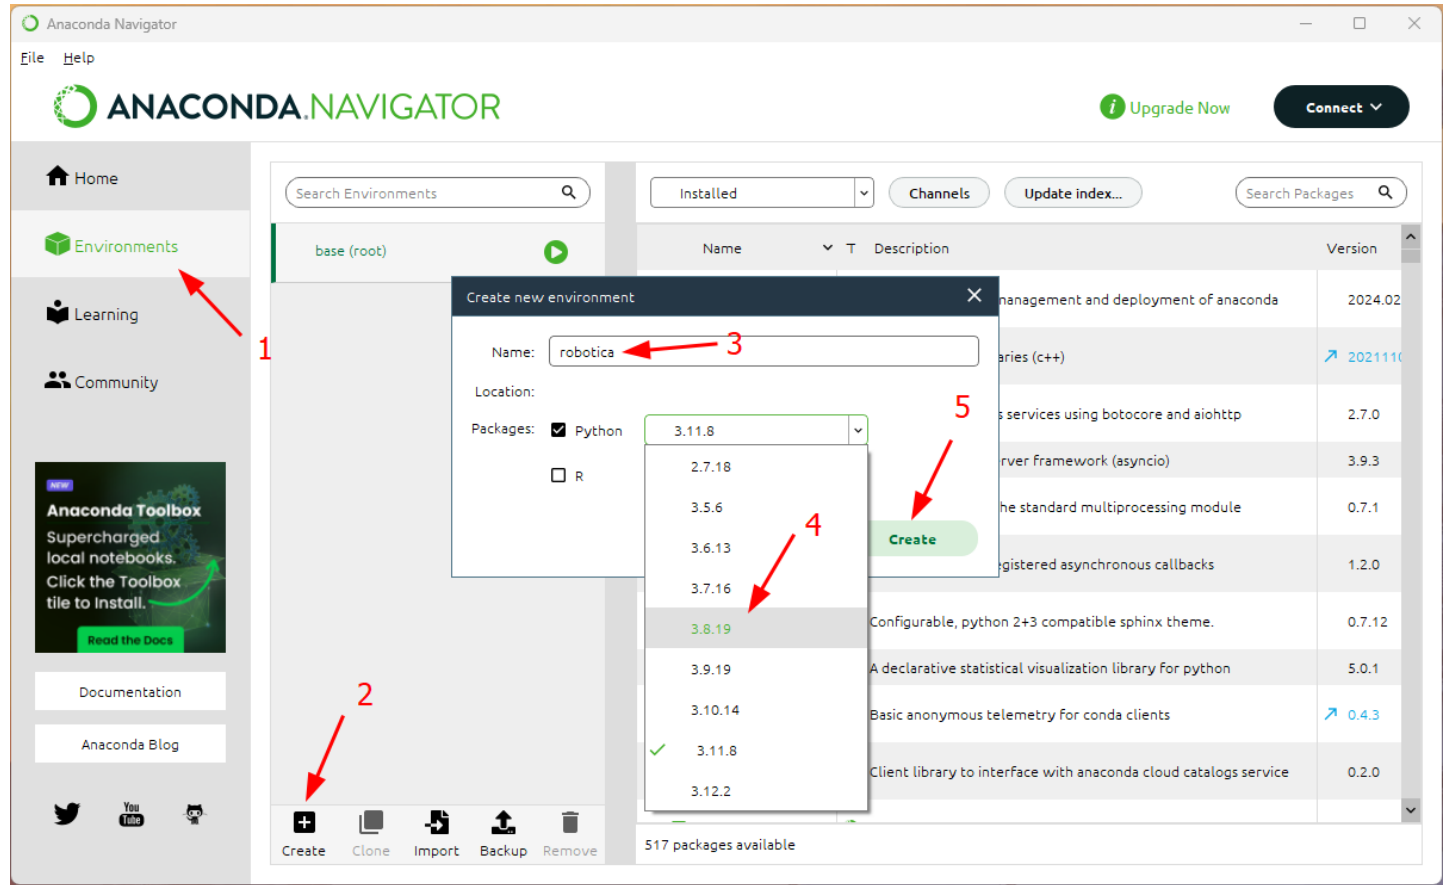 Anaconda Navigator
File Help
ANACONDA.NAVIGATOR
i Upgrade Now
Connect
Home
Environments
Learning
Community
1
NEW
Anaconda Toolbox
Supercharged
local notebooks.
Click the Toolbox
tile to Install.
Read the Docs
Documentation
Anaconda Blog
You
Tube
Search Environments
base (root)
2
Create Clone Import Backup Remove
Installed
Channels
Update index...
Search Packages
Name T Description Version
Create new environment
Name: robotica
3
Location:
Packages: Python 3.11.8
R
2.7.18
3.5.6
3.6.13
3.7.16
3.8.19
3.9.19
3.10.14
3.11.8
3.12.2
4
5
Create
management and deployment of anaconda 2024.02
aries (c++) 2021110
s services using botocore and aiohttp 2.7.0
rver framework (asyncio) 3.9.3
he standard multiprocessing module 0.7.1
egistered asynchronous callbacks 1.2.0
Configurable, python 2+3 compatible sphinx theme. 0.7.12
A declarative statistical visualization library for python 5.0.1
Basic anonymous telemetry for conda clients 0.4.3
Client library to interface with anaconda cloud catalogs service 0.2.0
517 packages available